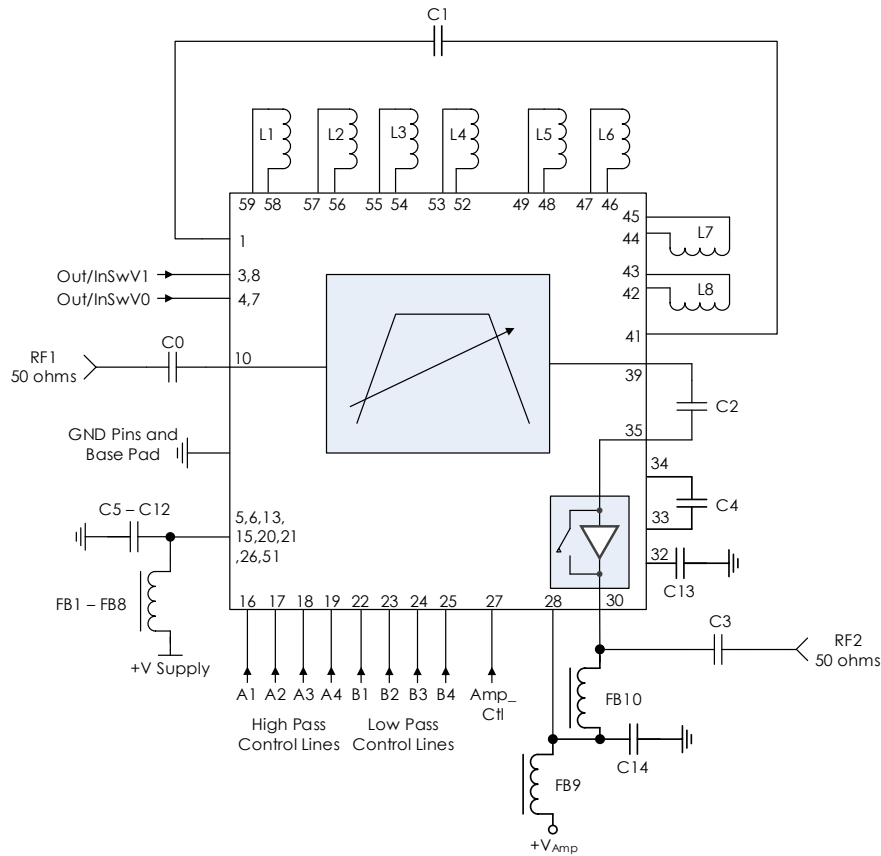 C1
L1
L2
L3
L4
L5
L6
59 58 57 56 55 54 53 52 49 48 47 46
45
44
L7
43
42
L8
41
1
Out/InSwV1
3,8
Out/InSwV0
4,7
C0
RF1
50 ohms
10
39
C2
35
GND Pins and
Base Pad
34
C4
33
C5 – C12
5,6,13,
15,20,21
,26,51
32
C13
FB1 – FB8
+V Supply
16 17 18 19 22 23 24 25 27 28 30
A1 A2 A3 A4 B1 B2 B3 B4 Amp_
Ctl
High Pass
Control Lines
Low Pass
Control Lines
C3
RF2
50 ohms
FB10
C14
FB9
+VAmp